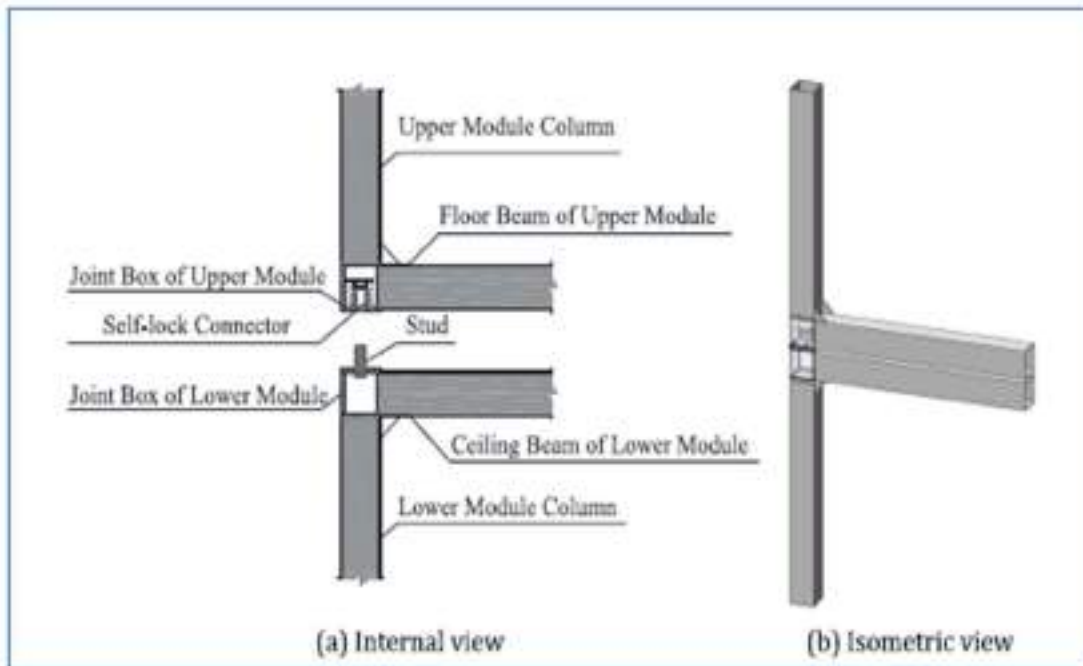 Upper Module Column
Floor Beam of Upper Module
Joint Box of Upper Module
Self-lock Connector
Stud
Joint Box of Lower Module
Ceiling Beam of Lower Module
Lower Module Column
(a) Internal view
(b) Isometric view